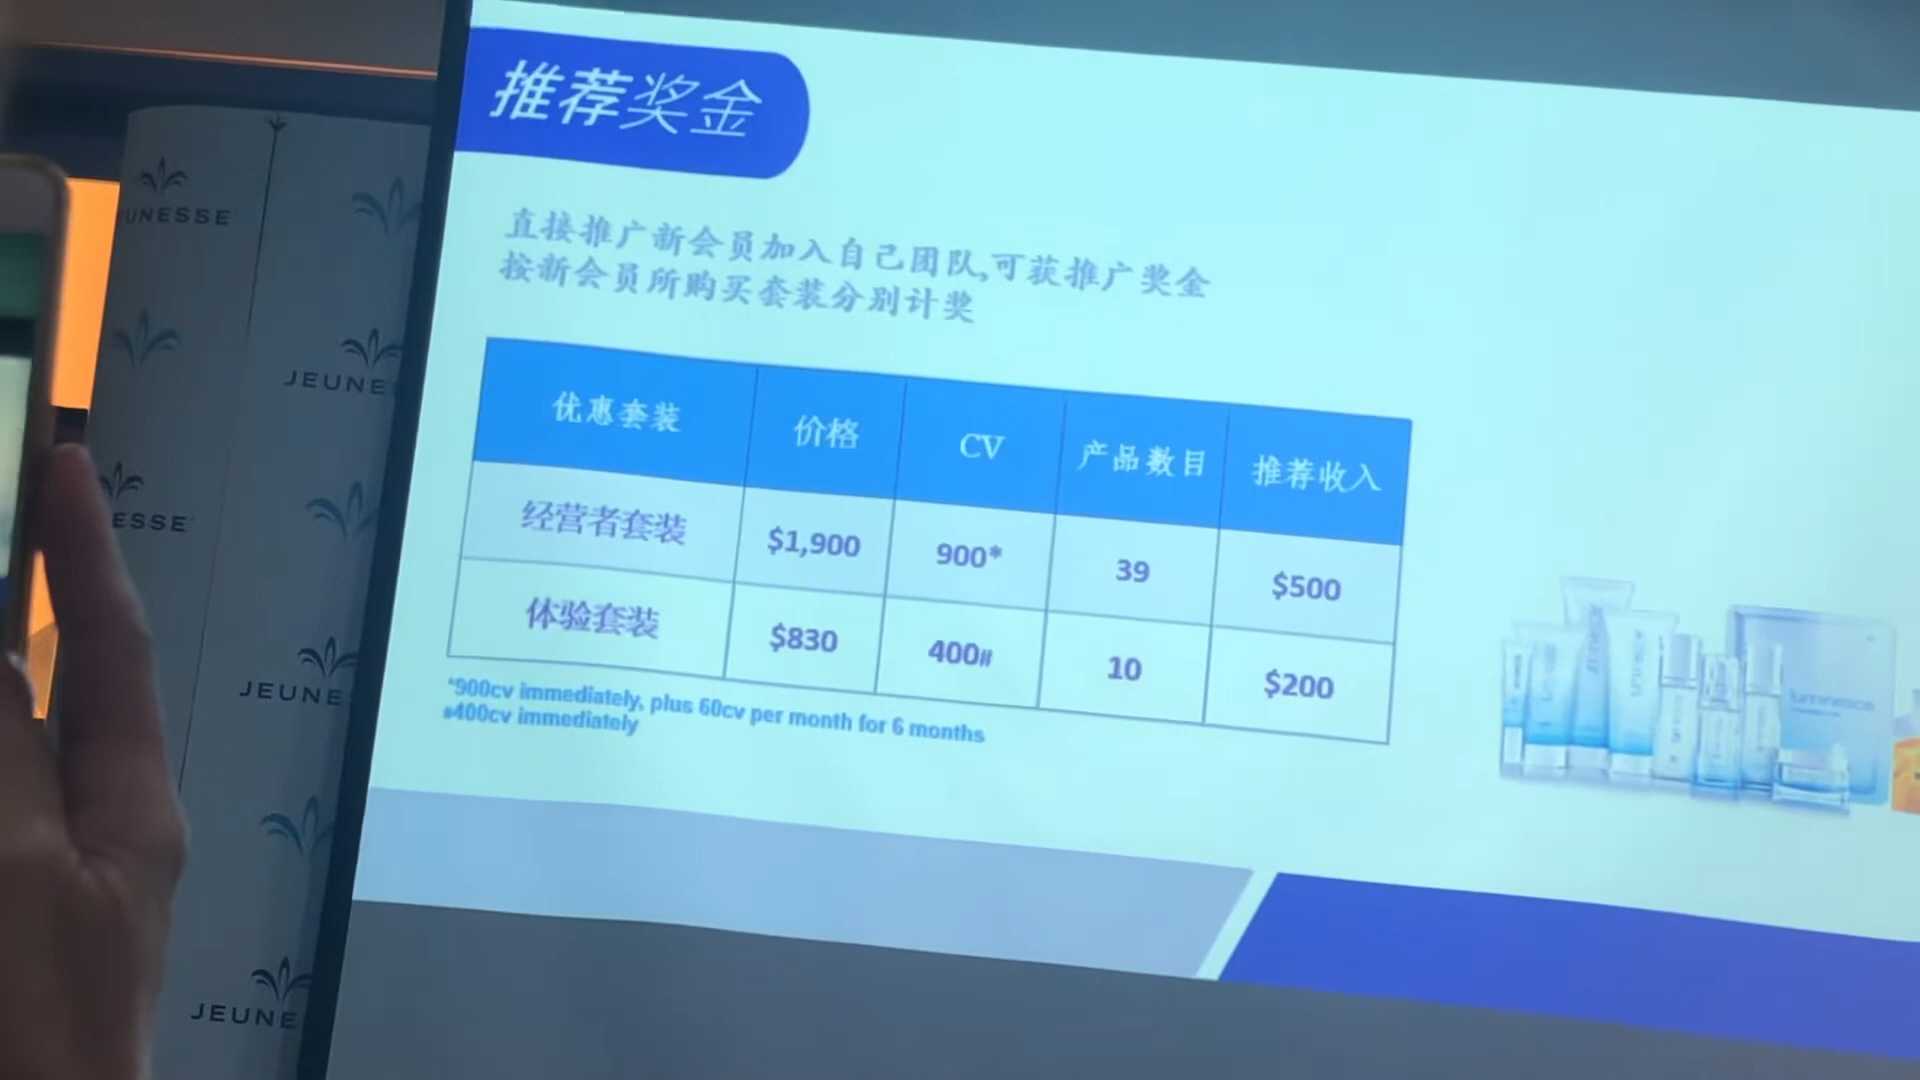 推荐奖金
直接推广新会员加入自己团队,可获推广奖金
按新会员所购买套装分别计奖
优惠套装 价格 CV 产品数目 推荐收入
经营者套装 $1,900 900* 39 $500
体验套装 $830 400# 10 $200
*900cv immediately, plus 60cv per month for 6 months
#400cv immediately
luminesce
UNESSE
JEUNE
ESSE
JEUNE
JEUNE